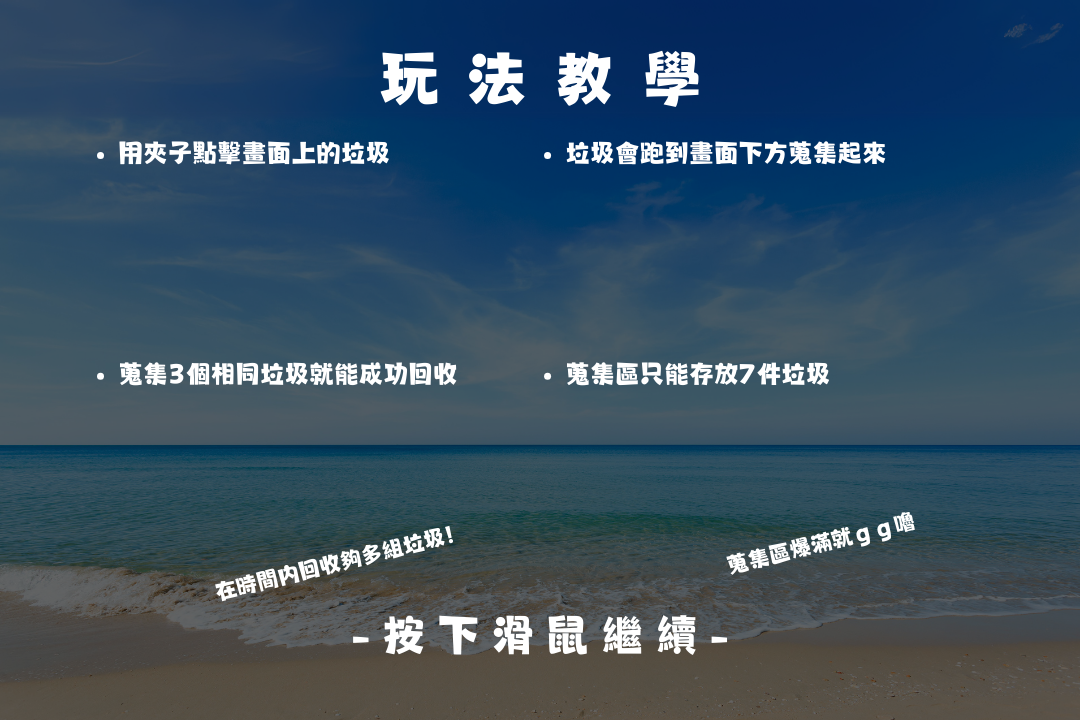 玩法教學
• 用夾子點擊畫面上的垃圾
• 垃圾會跑到畫面下方蒐集起來
• 蒐集3個相同垃圾就能成功回收
• 蒐集區只能存放7件垃圾
在時間內回收夠多組垃圾!
蒐集區爆滿就gg嚕
-按下滑鼠繼續-